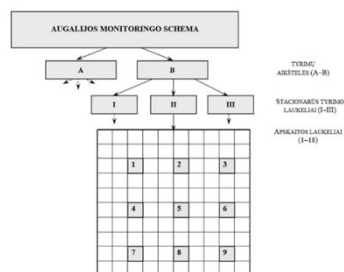 AUGALIJOS MONITORINGO SCHEMA
A
B
TYRIMŲ
AIKŠTELĖS (A–B)
I
II
III
STACIONARŪS TYRIMO
LAUKELIAI (I–III)
APSKAITOS LAUKELIAI
(1–18)
1
2
3
4
5
6
7
8
9